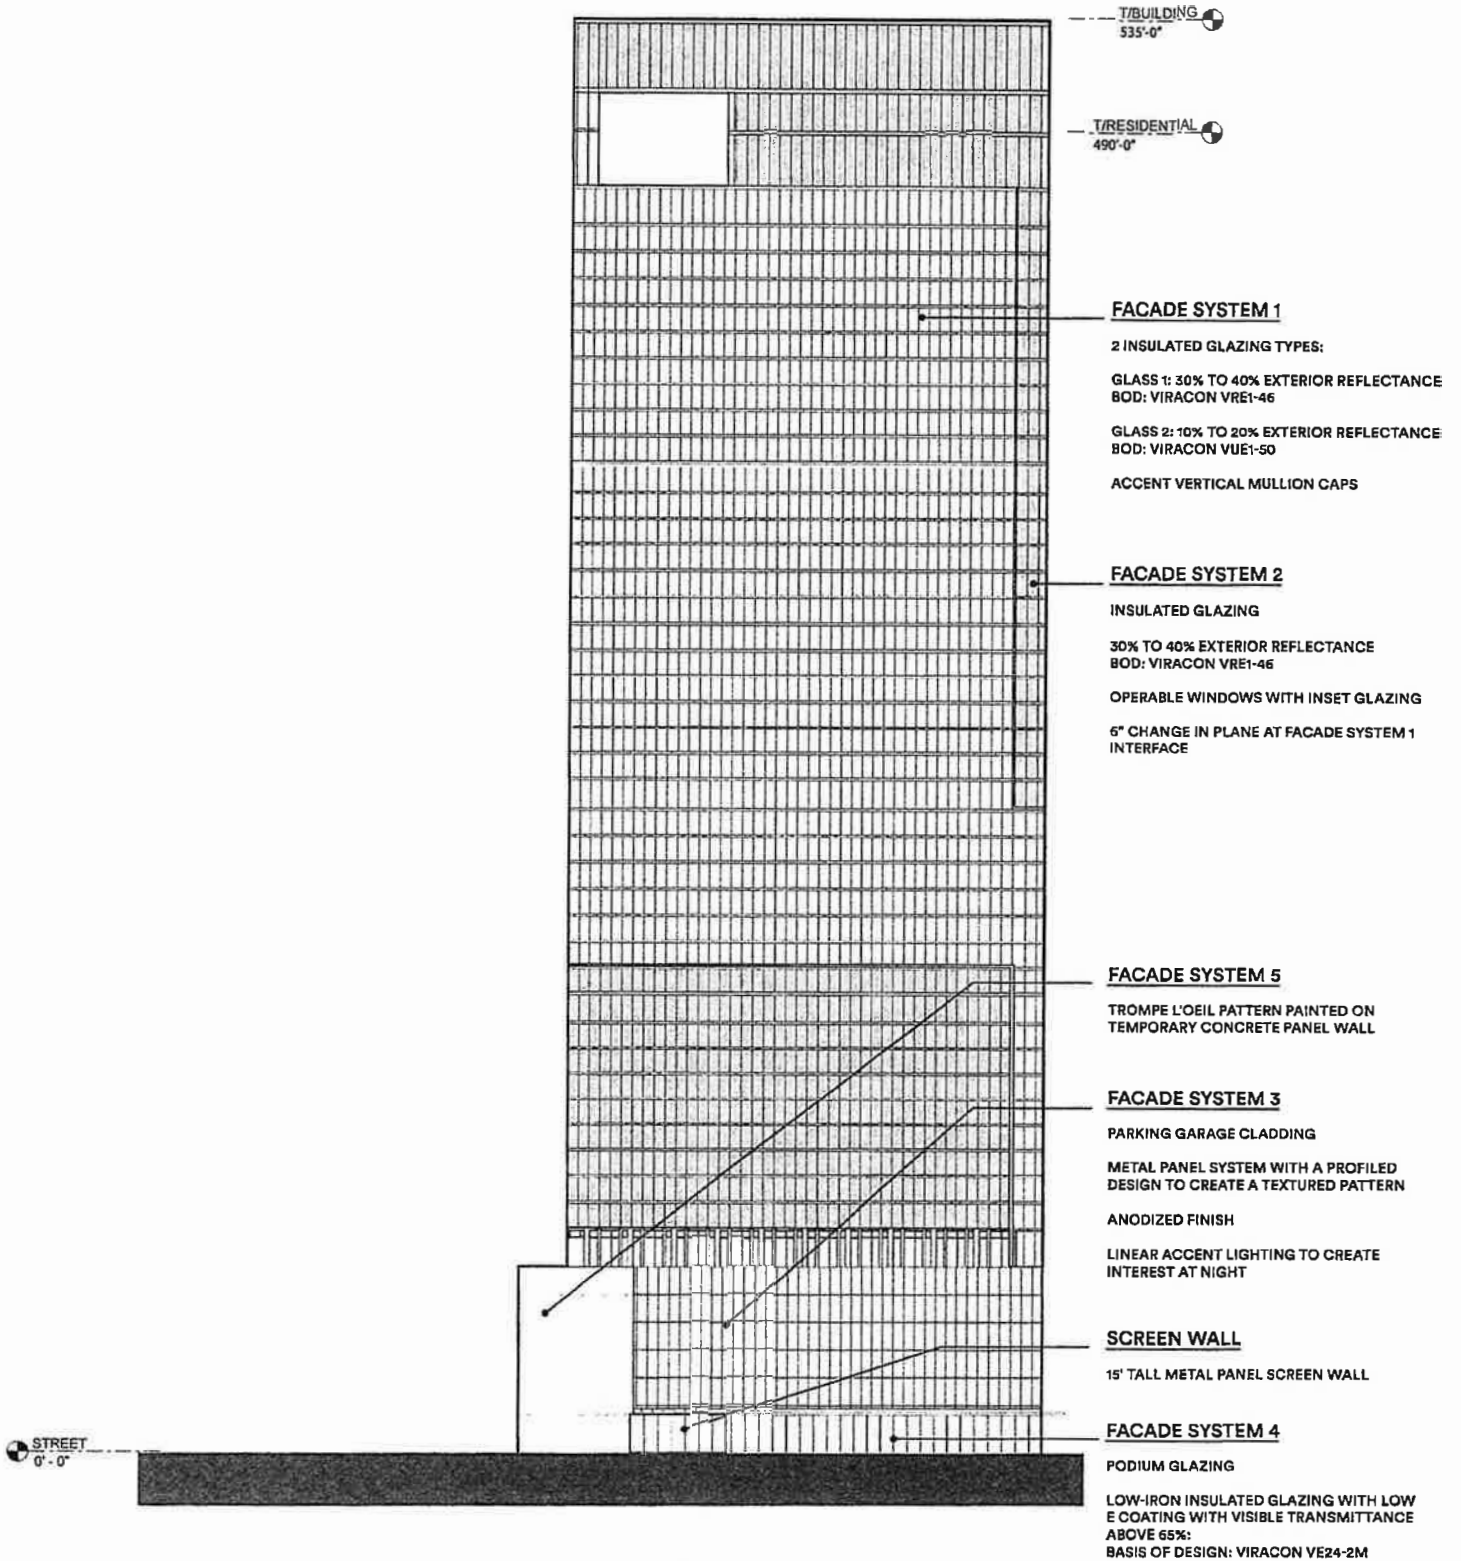 T/BUILDING
535'-0"
T/RESIDENTIAL
490'-0"
FACADE SYSTEM 1
2 INSULATED GLAZING TYPES:
GLASS 1: 30% TO 40% EXTERIOR REFLECTANCE
BOD: VIRACON VRE1-46
GLASS 2: 10% TO 20% EXTERIOR REFLECTANCE
BOD: VIRACON VUE1-50
ACCENT VERTICAL MULLION CAPS
FACADE SYSTEM 2
INSULATED GLAZING
30% TO 40% EXTERIOR REFLECTANCE
BOD: VIRACON VRE1-46
OPERABLE WINDOWS WITH INSET GLAZING
6" CHANGE IN PLANE AT FACADE SYSTEM 1
INTERFACE
FACADE SYSTEM 5
TROMPE L'OEIL PATTERN PAINTED ON
TEMPORARY CONCRETE PANEL WALL
FACADE SYSTEM 3
PARKING GARAGE CLADDING
METAL PANEL SYSTEM WITH A PROFILED
DESIGN TO CREATE A TEXTURED PATTERN
ANODIZED FINISH
LINEAR ACCENT LIGHTING TO CREATE
INTEREST AT NIGHT
SCREEN WALL
15' TALL METAL PANEL SCREEN WALL
FACADE SYSTEM 4
PODIUM GLAZING
LOW-IRON INSULATED GLAZING WITH LOW
E COATING WITH VISIBLE TRANSMITTANCE
ABOVE 65%:
BASIS OF DESIGN: VIRACON VE24-2M
STREET
0'-0"